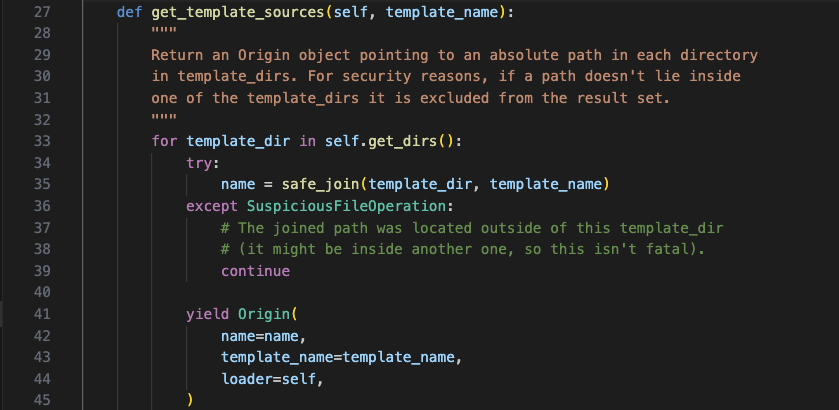 27 def get_template_sources(self, template_name):
28 """
29 Return an Origin object pointing to an absolute path in each directory
30 in template_dirs. For security reasons, if a path doesn't lie inside
31 one of the template_dirs it is excluded from the result set.
32 """
33 for template_dir in self.get_dirs():
34 try:
35 name = safe_join(template_dir, template_name)
36 except SuspiciousFileOperation:
37 # The joined path was located outside of this template_dir
38 # (it might be inside another one, so this isn't fatal).
39 continue
40
41 yield Origin(
42 name=name,
43 template_name=template_name,
44 loader=self,
45 )